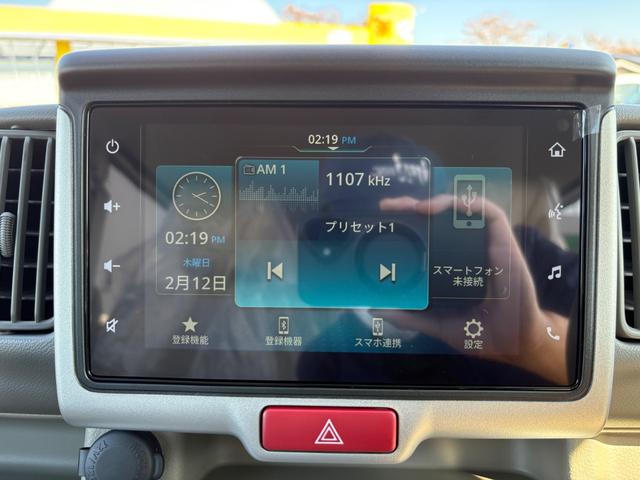 02:19 PM
AM 1
1107 kHz
プリセット1
02:19 PM
木曜日
2月12日
スマートフォン
未接続
登録機能
登録機器
スマホ連携
設定